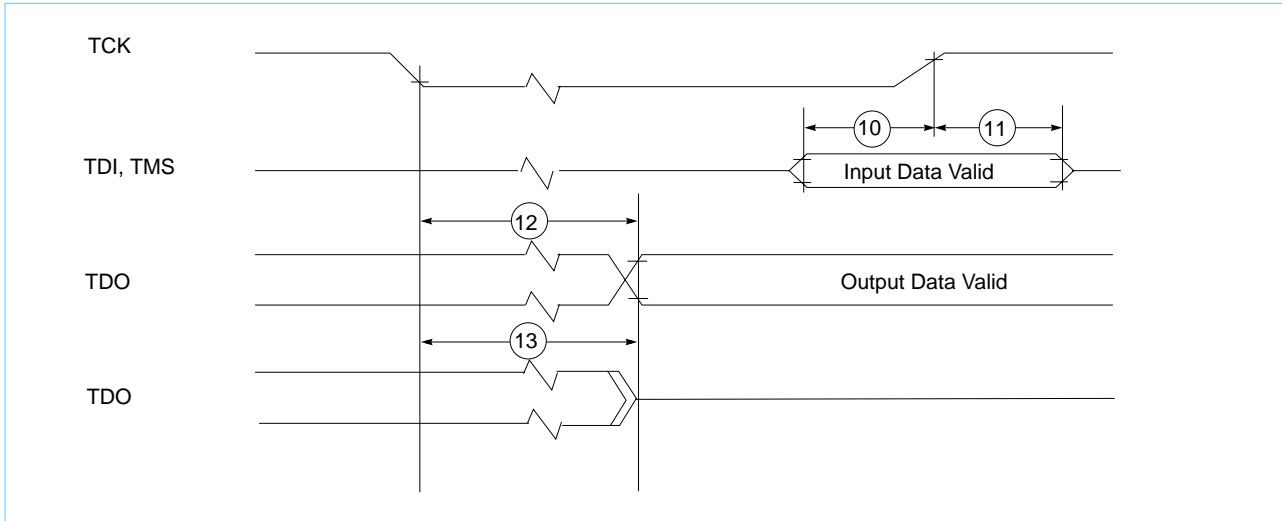 TCK
10
11
TDI, TMS
Input Data Valid
12
TDO
Output Data Valid
13
TDO